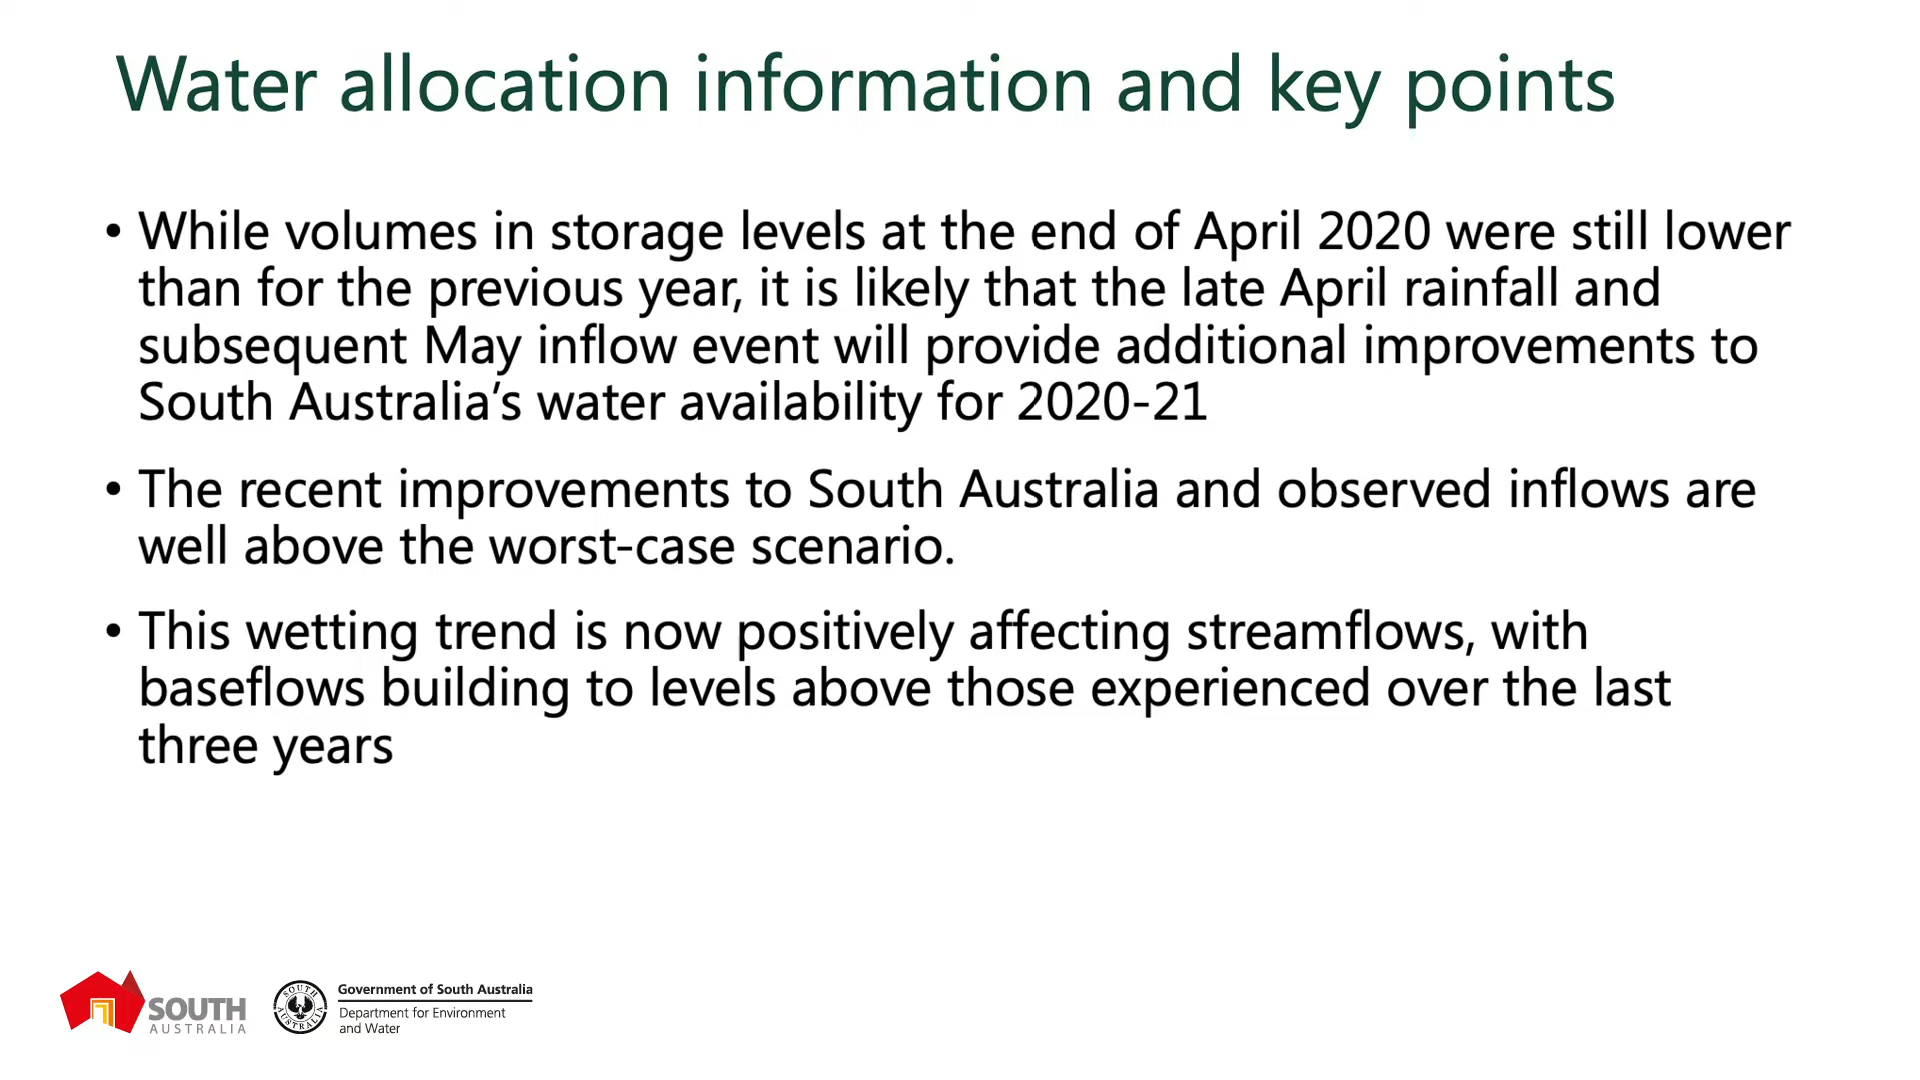 Water allocation information and key points
• While volumes in storage levels at the end of April 2020 were still lower
than for the previous year, it is likely that the late April rainfall and
subsequent May inflow event will provide additional improvements to
South Australia’s water availability for 2020-21
• The recent improvements to South Australia and observed inflows are
well above the worst-case scenario.
• This wetting trend is now positively affecting streamflows, with
baseflows building to levels above those experienced over the last
three years
SOUTH
AUSTRALIA
SOUTH
AUSTRALIA
Government of South Australia
Department for Environment
and Water